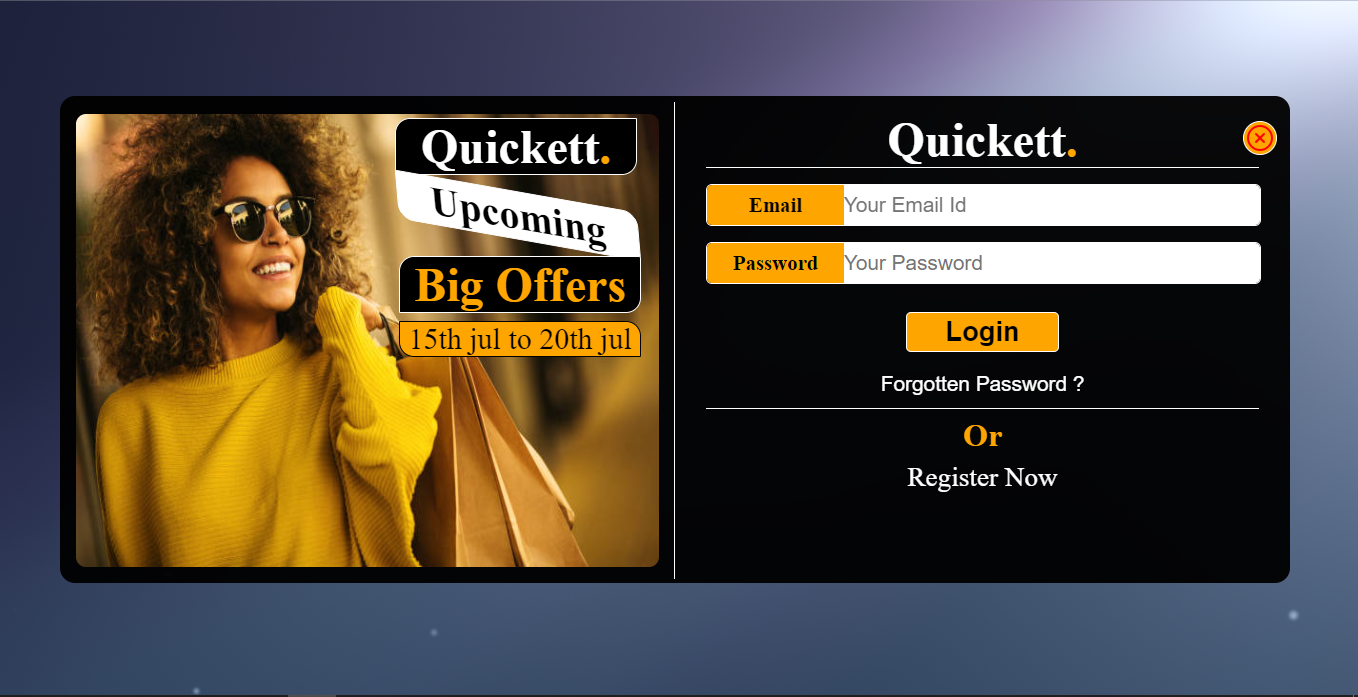 Quickett.
Upcoming
Big Offers
15th jul to 20th jul
Quickett.
Email
Your Email Id
Password
Your Password
Login
Forgotten Password ?
Or
Register Now